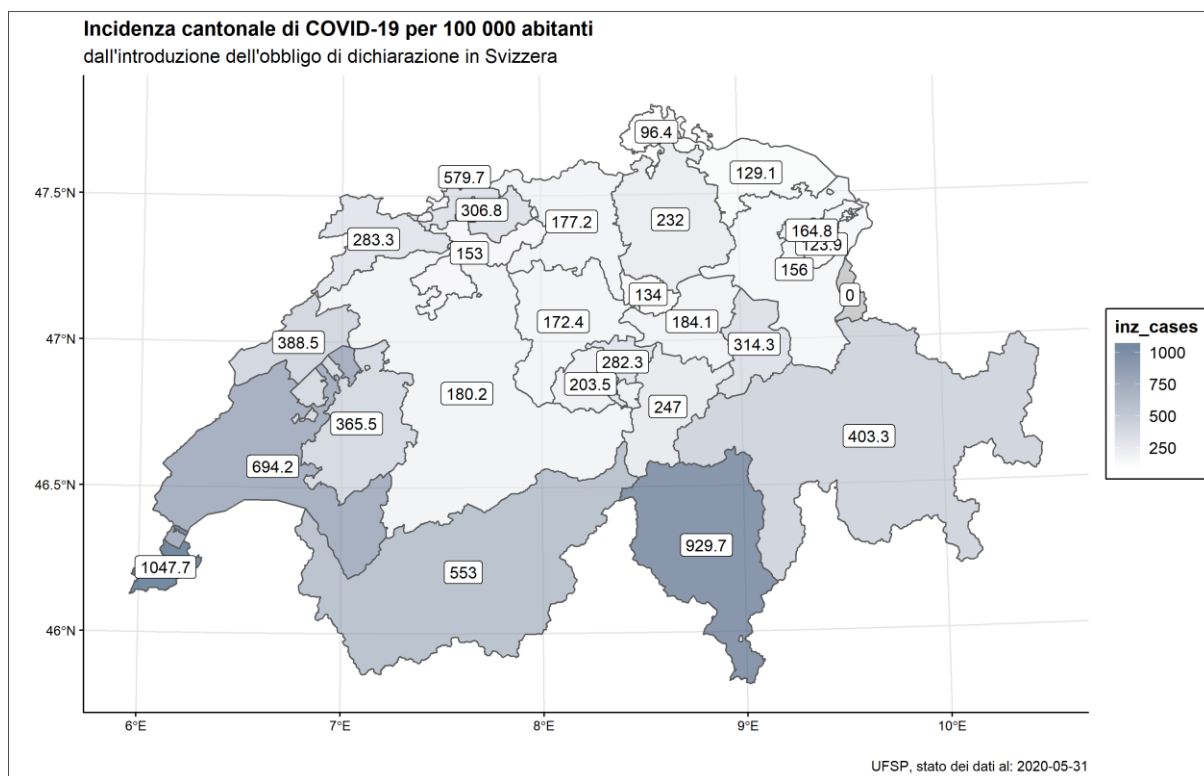 Incidenza cantonale di COVID-19 per 100 000 abitanti
dall'introduzione dell'obbligo di dichiarazione in Svizzera
96.4
579.7
129.1
47.5°N
306.8
177.2
232
164.8
283.3
123.9
153
156
134
0
172.4
184.1
47°N
388.5
314.3
282.3
203.5
180.2
247
365.5
403.3
694.2
46.5°N
929.7
1047.7
553
46°N
6°E
7°E
8°E
9°E
10°E
inz_cases
1000
750
500
250
UFSP, stato dei dati al: 2020-05-31